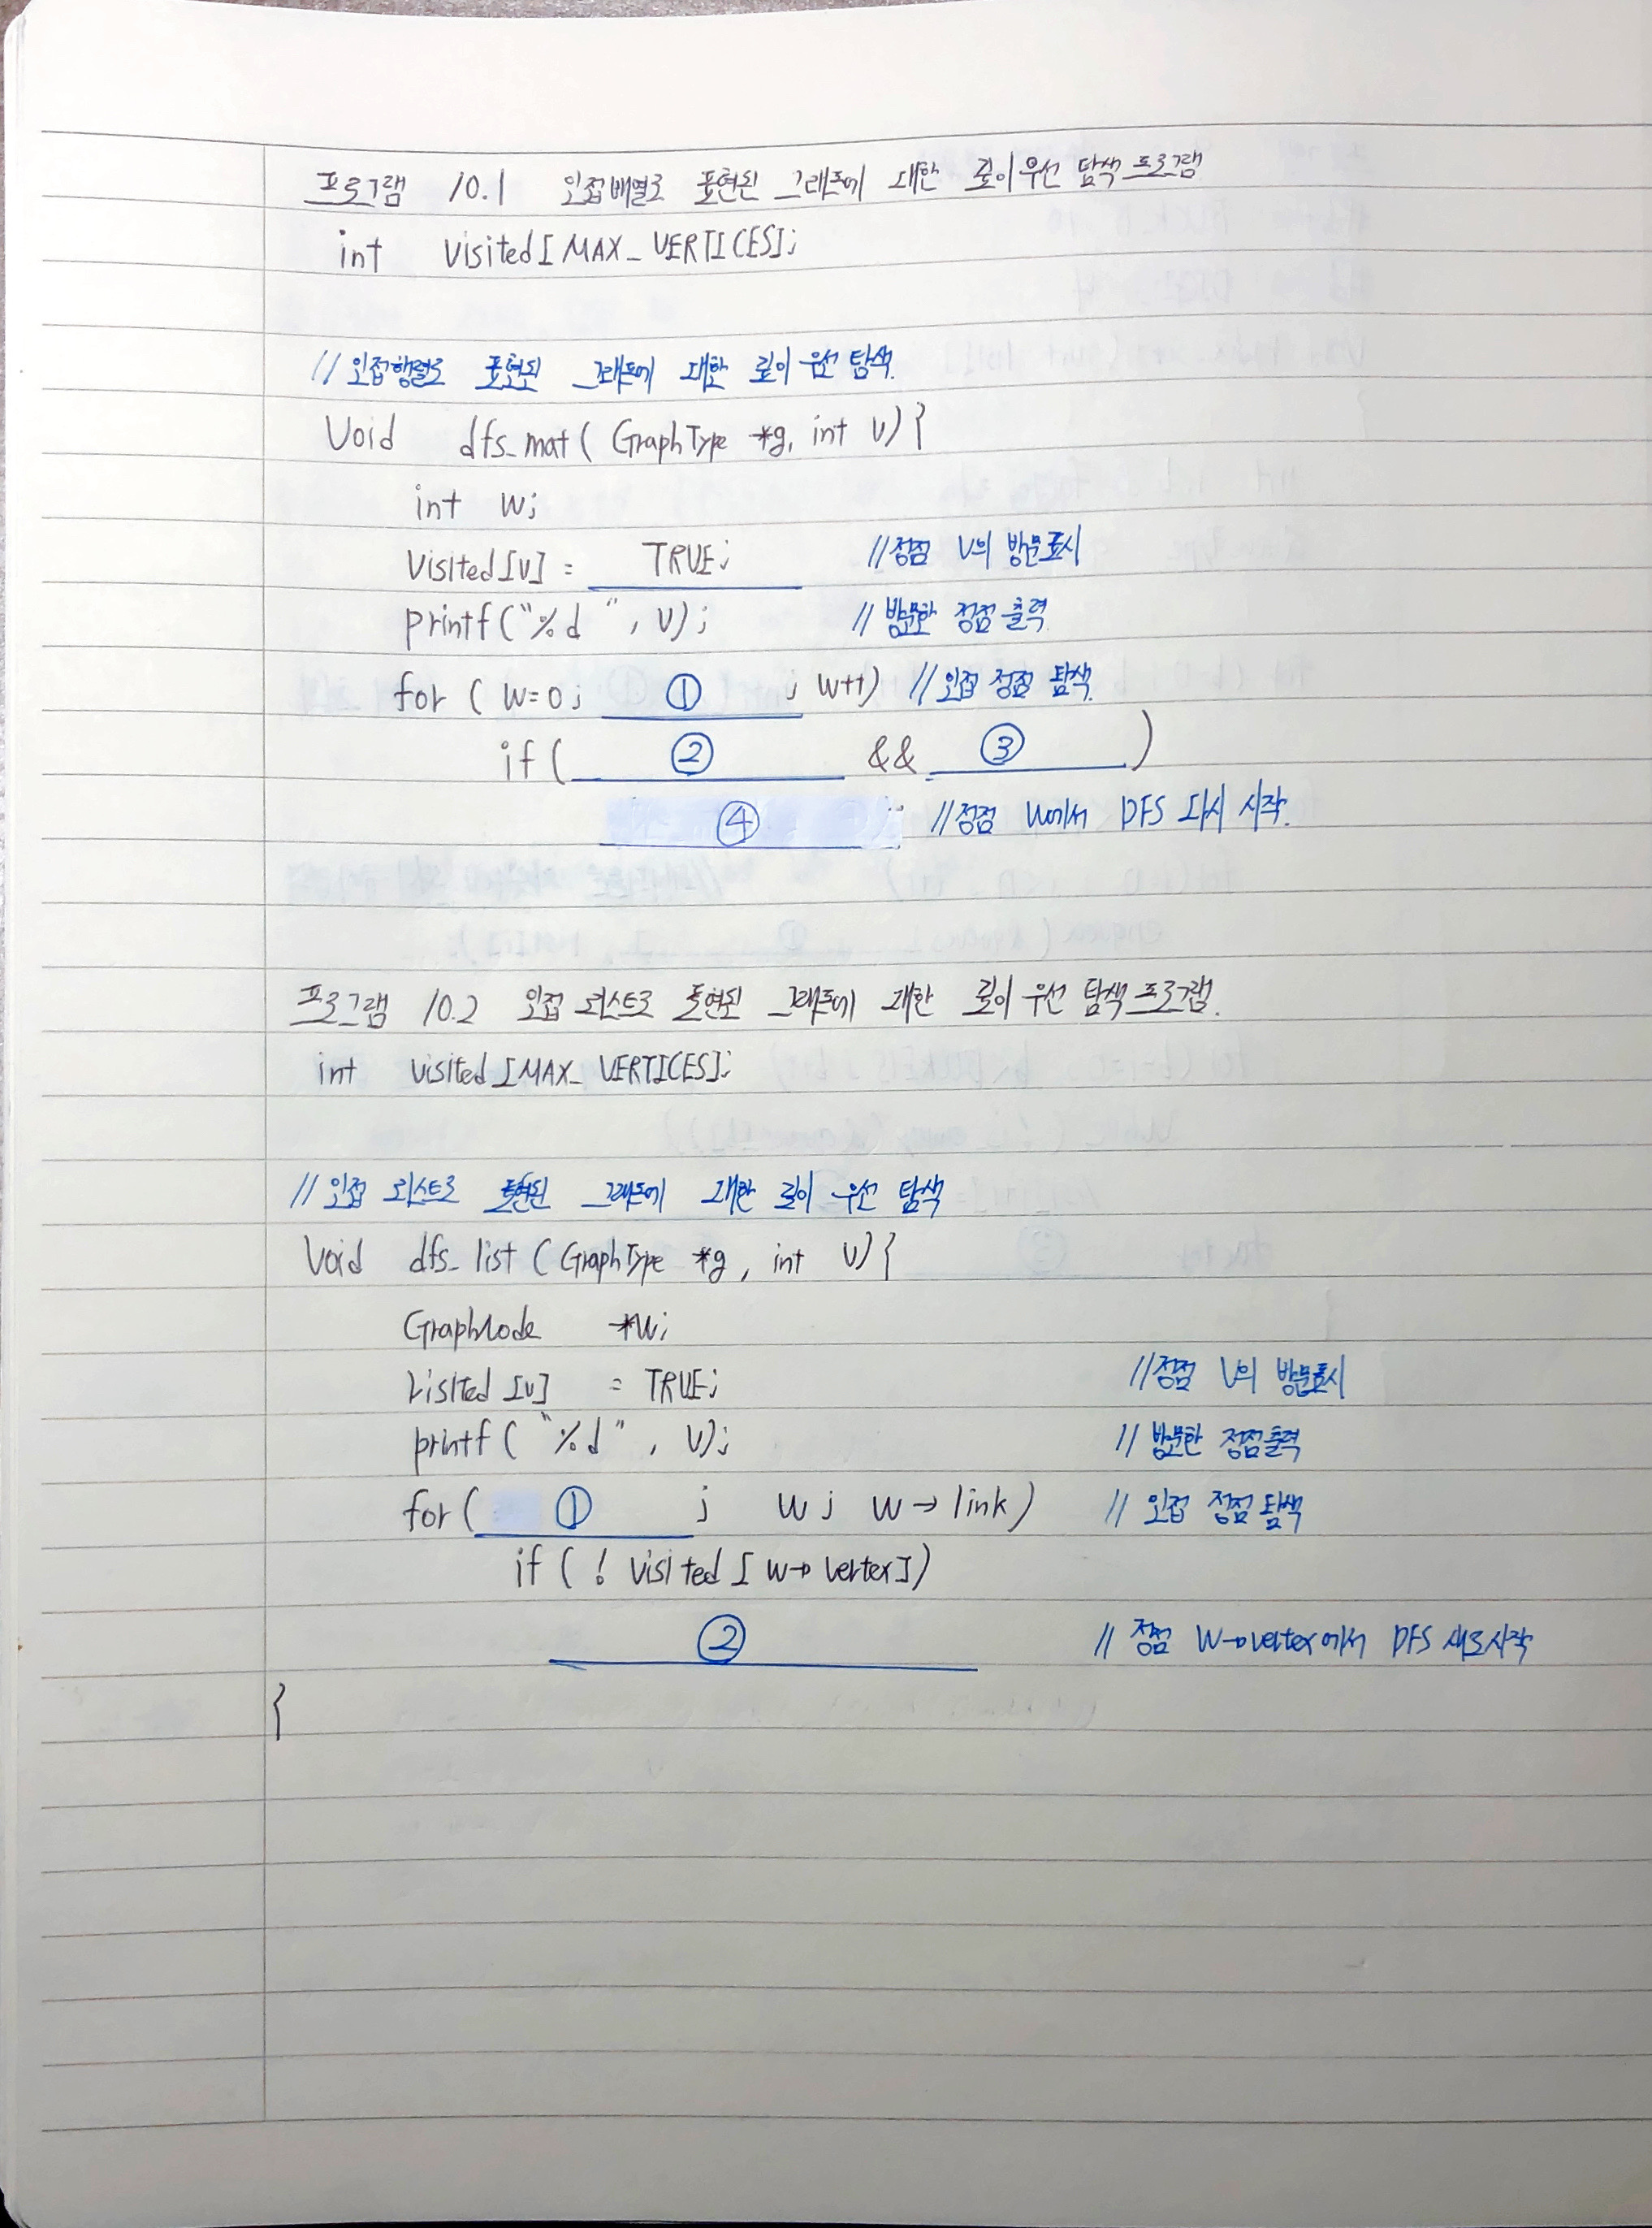 프로그램 10.1 인접배열로 표현된 그래프에 대한 깊이우선 탐색프로그램
int visited[MAX_VERTICES];
//인접행렬로 표현된 그래프에 대한 깊이 우선 탐색.
Void dfs_mat( GraphType *g, int v){
int w;
Visited[v] = TRUE; //정점 V의 방문표시
printf("%d ", v); // 방문한 정점 출력.
for ( w=0; ① ; w++) //인접 정점 탐색.
if( ② && ③ )
④ ; //정점 W에서 DFS 다시 시작.
프로그램 10.2 인접 리스트로 표현된 그래프에 대한 깊이 우선 탐색프로그램.
int visited[MAX_VERTICES];
// 인접 리스트로 표현된 그래프에 대한 깊이 우선 탐색
Void dfs_list (GraphType *g, int v){
GraphNode *w;
Visited[v] = TRUE; //정점 V의 방문표시
printf( "%d" , v); // 방문한 정점출력
for( ① ; w; w→link) // 인접 정점탐색
if ( ! visited[w→vertex])
② // 정점 W→vertex에서 DFS 새로시작
{